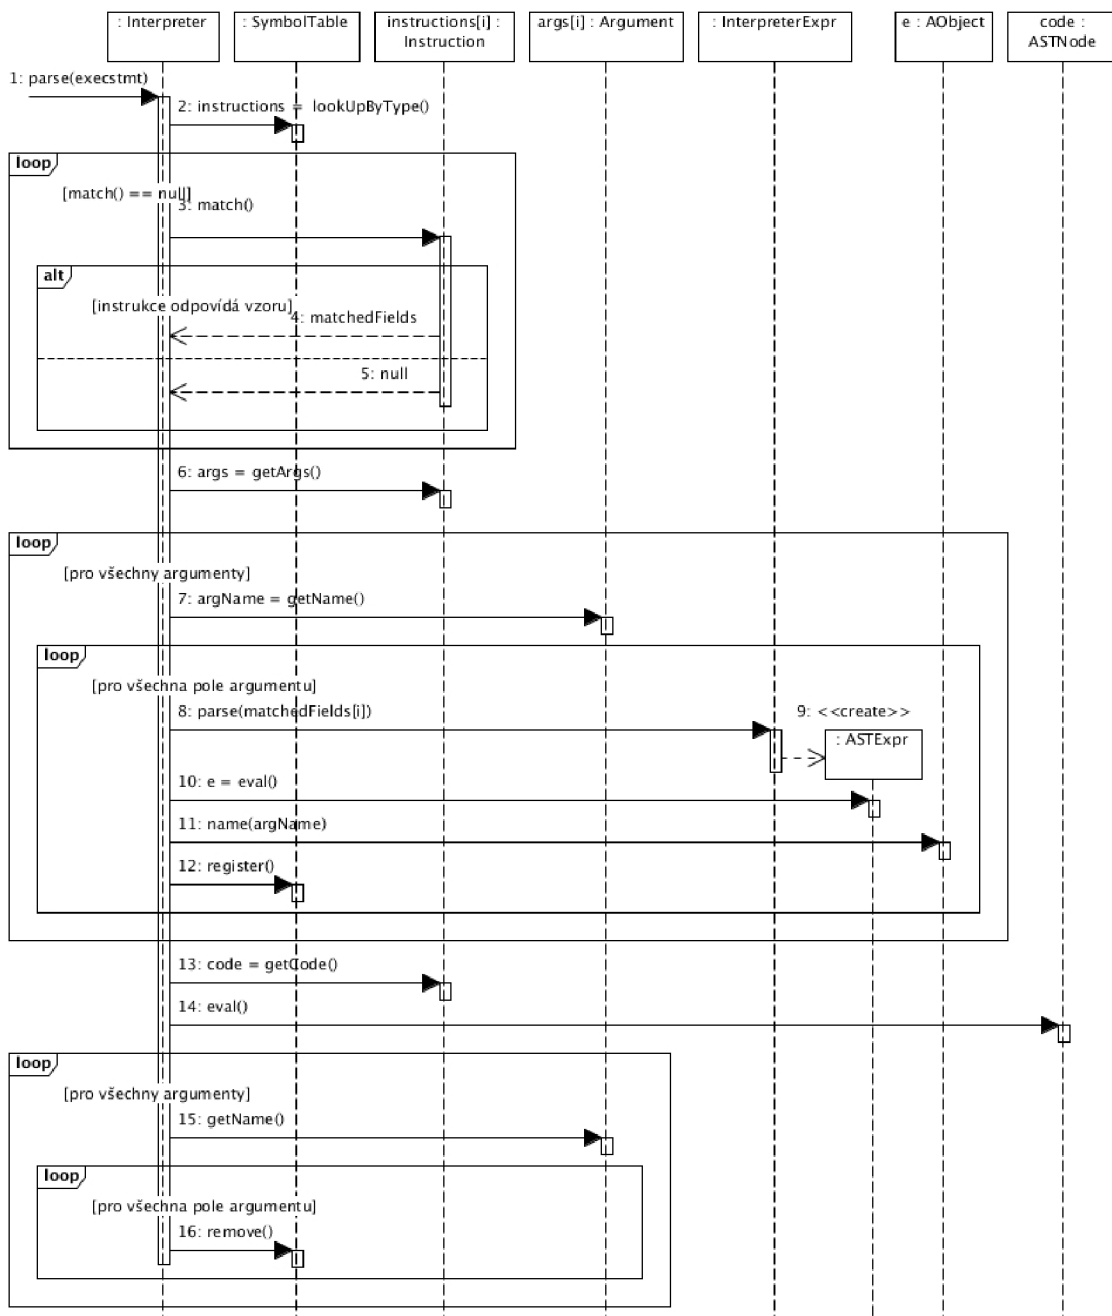 : Interpreter
: SymbolTable
instructions[i] :
Instruction
args[i] : Argument
: InterpreterExpr
e : AObject
code :
ASTNode
1: parse(execstmt)
2: instructions = lookUpByType()
loop
[match() == null]
3: match()
alt
[instrukce odpovídá vzoru]
4: matchedFields
5: null
6: args = getArgs()
loop
[pro všechny argumenty]
7: argName = getName()
loop
[pro všechna pole argumentu]
8: parse(matchedFields[i])
9: <<create>>
: ASTExpr
10: e = eval()
11: name(argName)
12: register()
13: code = getCode()
14: eval()
loop
[pro všechny argumenty]
15: getName()
loop
[pro všechna pole argumentu]
16: remove()